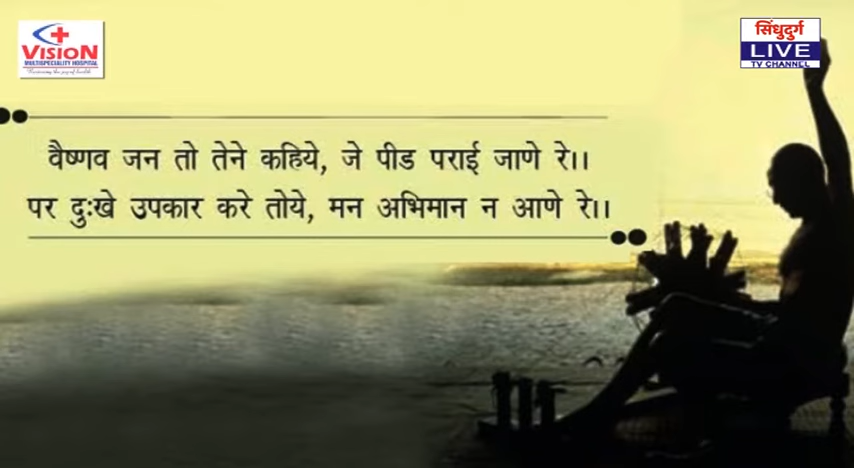 VISION
MULTISPECIALITY HOSPITAL
सिंधुदुर्ग
LIVE
TV CHANNEL
वैष्णव जन तो तेने कहिये, जे पीड पराई जाणे रे।।
पर दुःखे उपकार करे तोये, मन अभिमान न आणे रे।।